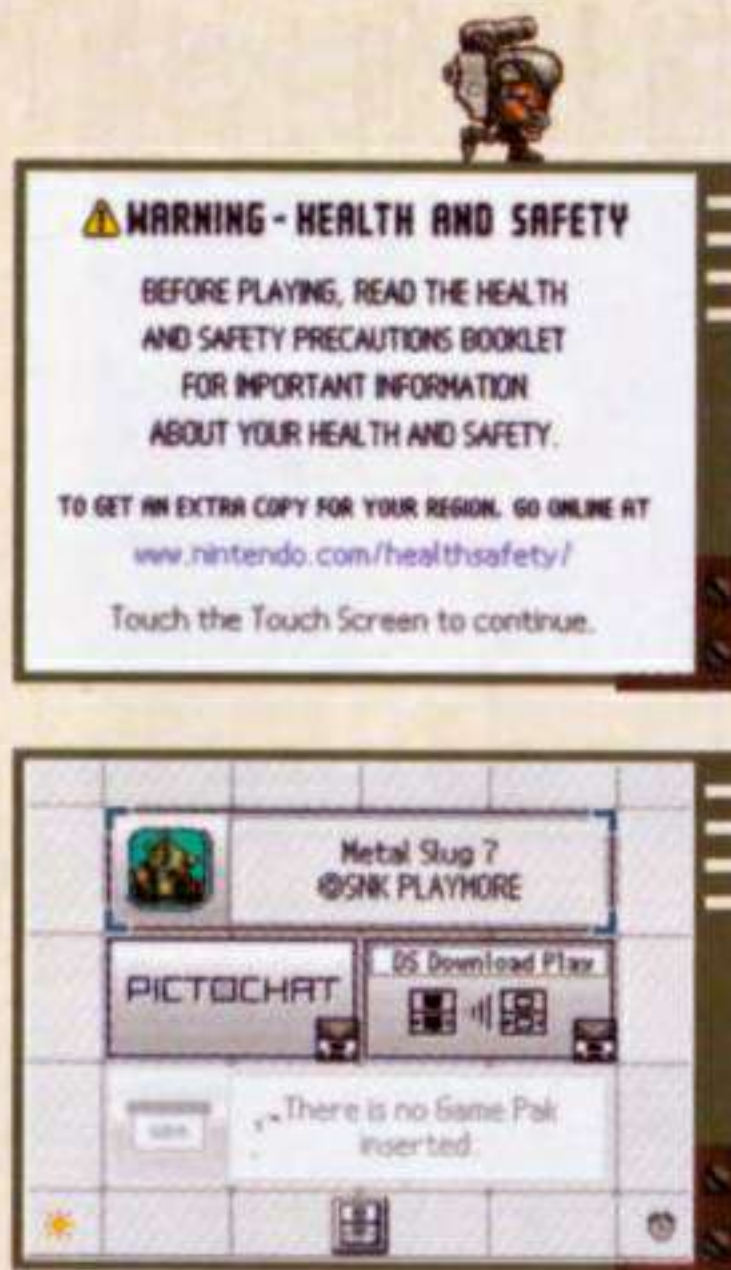 WARNING - HEALTH AND SAFETY
BEFORE PLAYING, READ THE HEALTH
AND SAFETY PRECAUTIONS BOOKLET
FOR IMPORTANT INFORMATION
ABOUT YOUR HEALTH AND SAFETY.
TO GET AN EXTRA COPY FOR YOUR REGION, GO ONLINE AT
www.nintendo.com/healthsafety/
Touch the Touch Screen to continue.
Metal Slug 7
©SNK PLAYMORE
PICTOCHAT
DS Download Play
There is no Game Pak
inserted.